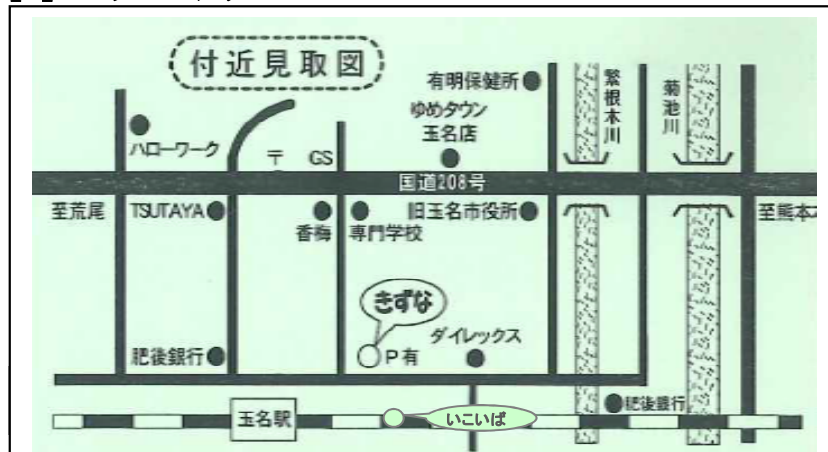 付近見取図
有明保健所
ゆめタウン
玉名店
繁根木川
菊池川
ハローワーク
〒
GS
国道208号
至荒尾
TSUTAYA
香梅
専門学校
旧玉名市役所
至熊本
きずな
P有
ダイレックス
肥後銀行
肥後銀行
玉名駅
いこいば